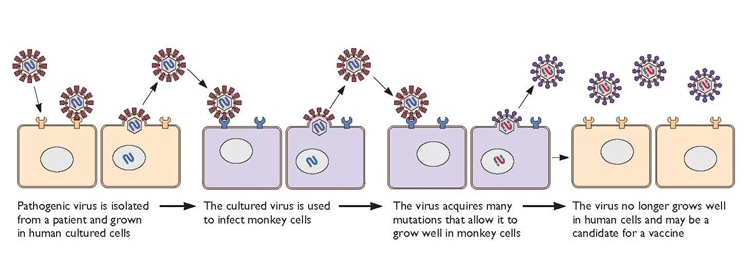 Pathogenic virus is isolated
from a patient and grown
in human cultured cells
The cultured virus is used
to infect monkey cells
The virus acquires many
mutations that allow it to
grow well in monkey cells
The virus no longer grows well
in human cells and may be a
candidate for a vaccine